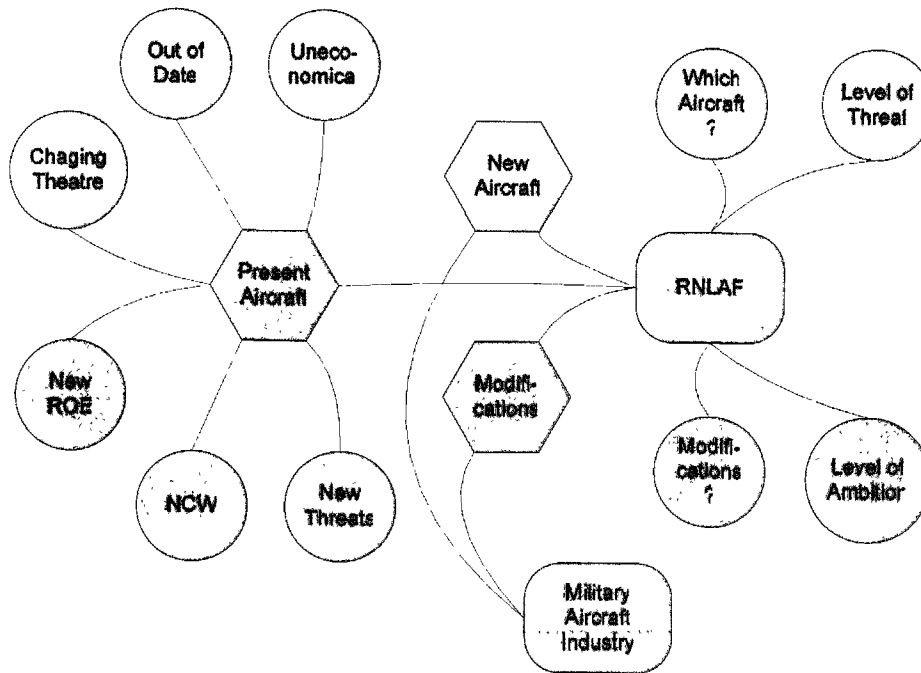 Out of
Date
Uneco-
nomica
Which
Aircraft
?
Level of
Threat
Chaging
Theatre
New
Aircraft
Present
Aircraft
RNLAF
New
ROE
Modifi-
cations
NCW
New
Threats
Modifi-
cations
?
Level of
Ambitior
Military
Aircraft
Industry